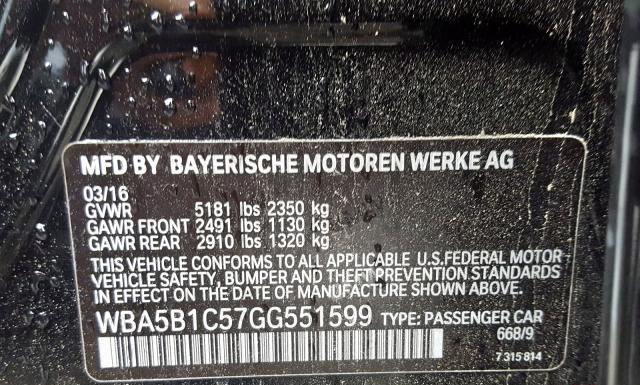 MFD BY BAYERISCHE MOTOREN WERKE AG
03/16
GVWR 5181 lbs 2350 kg
GAWR FRONT 2491 lbs 1130 kg
GAWR REAR 2910 lbs 1320 kg
THIS VEHICLE CONFORMS TO ALL APPLICABLE U.S.FEDERAL MOTOR
VEHICLE SAFETY, BUMPER AND THEFT PREVENTION STANDARDS
IN EFFECT ON THE DATE OF MANUFACTURE SHOWN ABOVE.
WBA5B1C57GG551599 TYPE: PASSENGER CAR
668/9
7 315 814